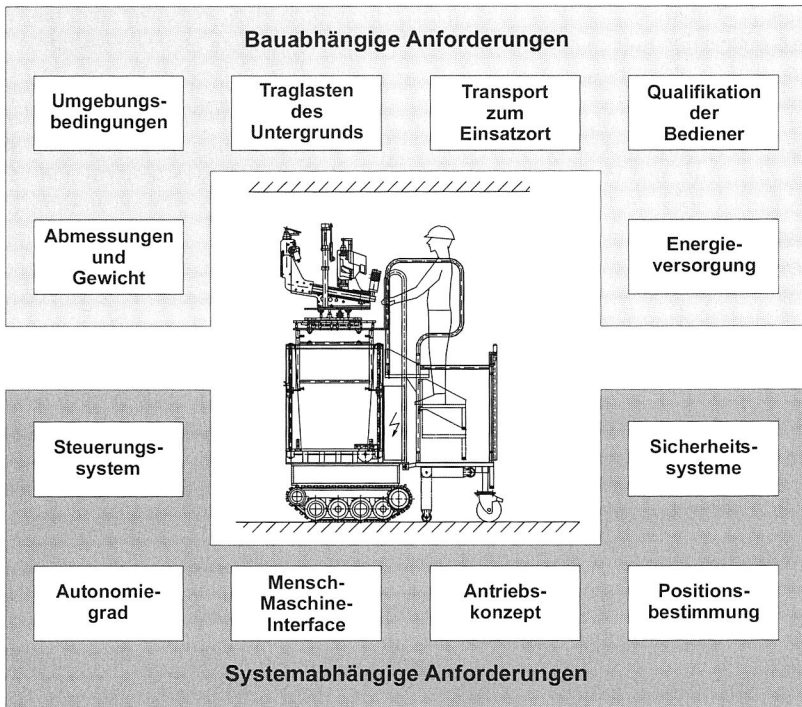 Bauabhängige Anforderungen
Umgebungs-
bedingungen
Traglasten
des
Untergrunds
Transport
zum
Einsatzort
Qualifikation
der
Bediener
Abmessungen
und
Gewicht
Energie-
versorgung
Steuerungs-
system
Sicherheits-
systeme
Autonomie-
grad
Mensch-
Maschine-
Interface
Antriebs-
konzept
Positions-
bestimmung
Systemabhängige Anforderungen